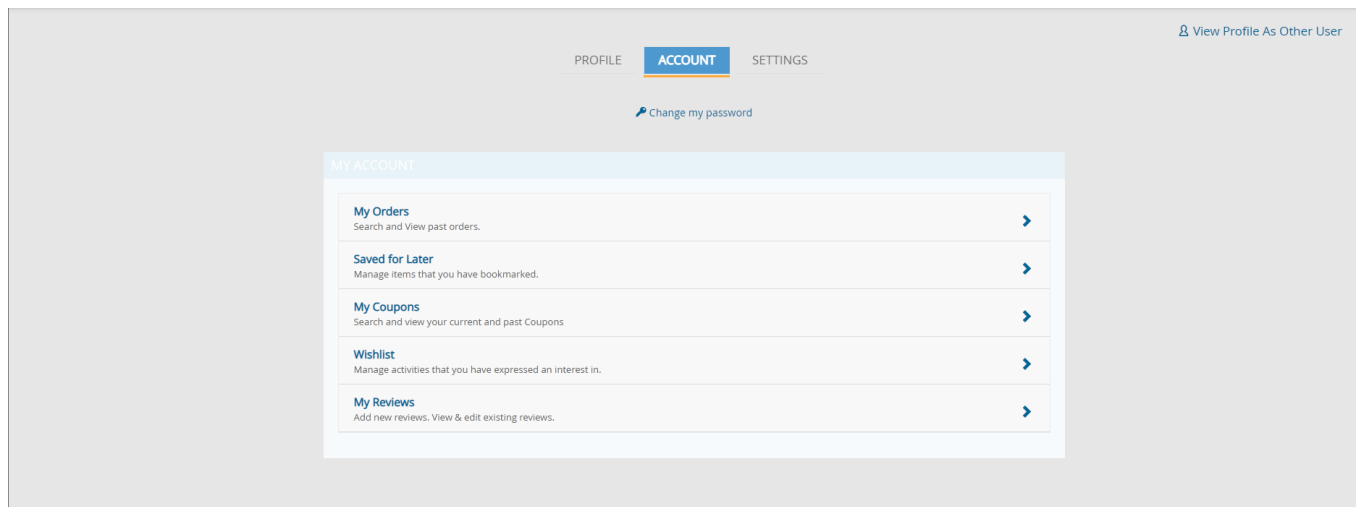 View Profile As Other User
PROFILE ACCOUNT SETTINGS
Change my password
MY ACCOUNT
My Orders
Search and View past orders.
Saved for Later
Manage items that you have bookmarked.
My Coupons
Search and view your current and past Coupons
Wishlist
Manage activities that you have expressed an interest in.
My Reviews
Add new reviews. View & edit existing reviews.